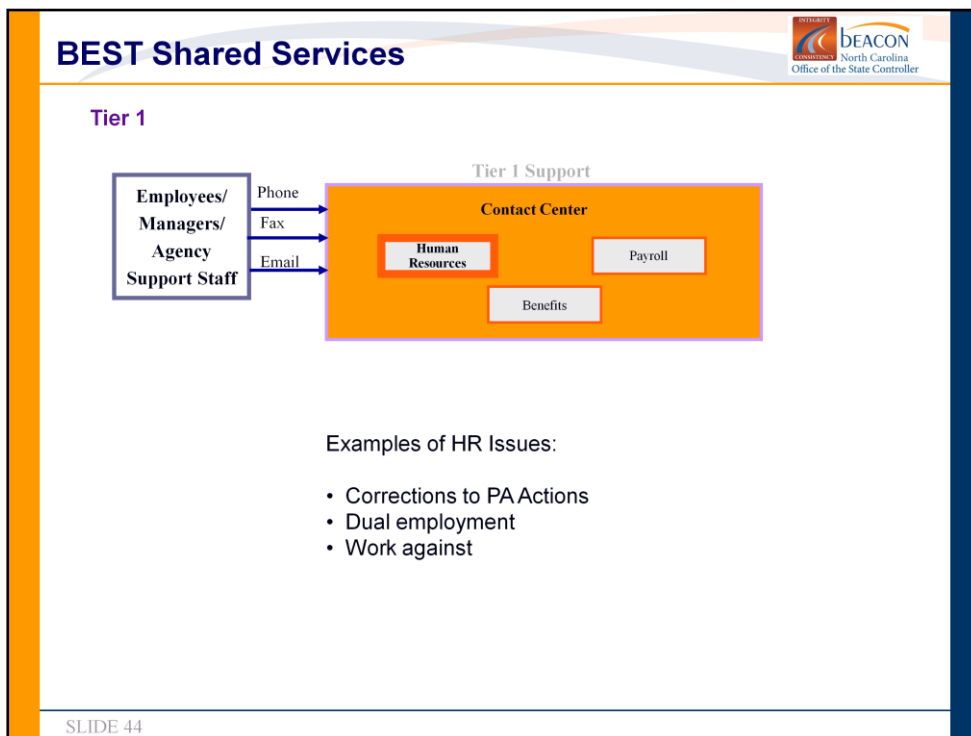 BEST Shared Services
INTEGRITY
CONSISTENCY
bEACON
North Carolina
Office of the State Controller
Tier 1
Tier 1 Support
Employees/
Managers/
Agency
Support Staff
Phone
Fax
Email
Contact Center
Human
Resources
Payroll
Benefits
Examples of HR Issues:
• Corrections to PA Actions
• Dual employment
• Work against
SLIDE 44